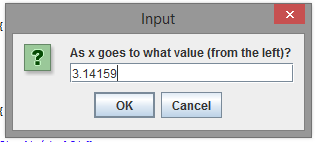 Input
As x goes to what value (from the left)?
3.14159
OK
Cancel